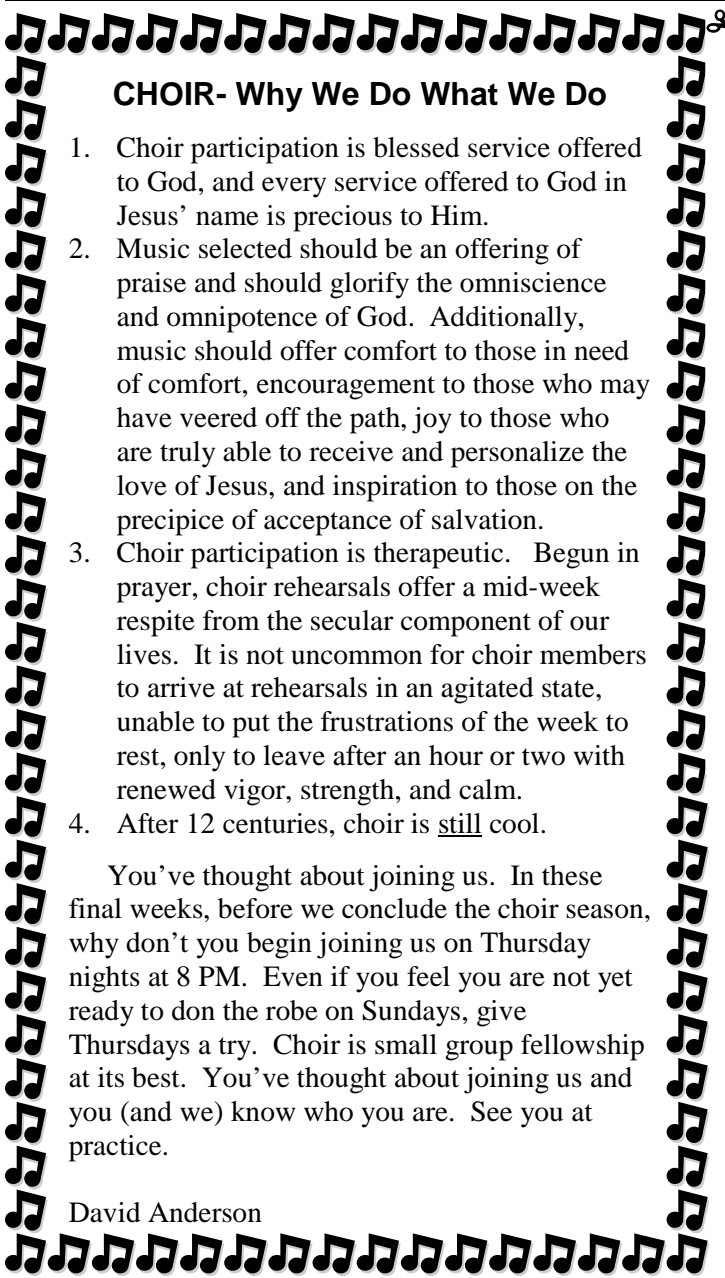 CHOIR- Why We Do What We Do
1. Choir participation is blessed service offered
to God, and every service offered to God in
Jesus’ name is precious to Him.
2. Music selected should be an offering of
praise and should glorify the omniscience
and omnipotence of God.  Additionally,
music should offer comfort to those in need
of comfort, encouragement to those who may
have veered off the path, joy to those who
are truly able to receive and personalize the
love of Jesus, and inspiration to those on the
precipice of acceptance of salvation.
3. Choir participation is therapeutic.   Begun in
prayer, choir rehearsals offer a mid-week
respite from the secular component of our
lives.  It is not uncommon for choir members
to arrive at rehearsals in an agitated state,
unable to put the frustrations of the week to
rest, only to leave after an hour or two with
renewed vigor, strength, and calm.
4. After 12 centuries, choir is still cool.
You’ve thought about joining us.  In these
final weeks, before we conclude the choir season,
why don’t you begin joining us on Thursday
nights at 8 PM.  Even if you feel you are not yet
ready to don the robe on Sundays, give
Thursdays a try.  Choir is small group fellowship
at its best.  You’ve thought about joining us and
you (and we) know who you are.  See you at
practice.
David Anderson